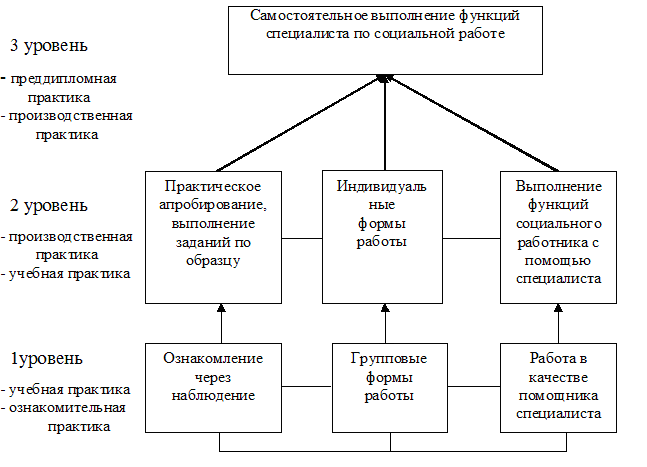 Самостоятельное выполнение функций
специалиста по социальной работе
3 уровень
- преддипломная
практика
- производственная
практика
Практическое
апробирование,
выполнение
заданий по
образцу
Индивидуаль
ные
формы
работы
Выполнение
функций
социального
работника с
помощью
специалиста
2 уровень
- производственная
практика
- учебная практика
1уровень
- учебная практика
- ознакомительная
практика
Ознакомление
через
наблюдение
Групповые
формы
работы
Работа в
качестве
помощника
специалиста